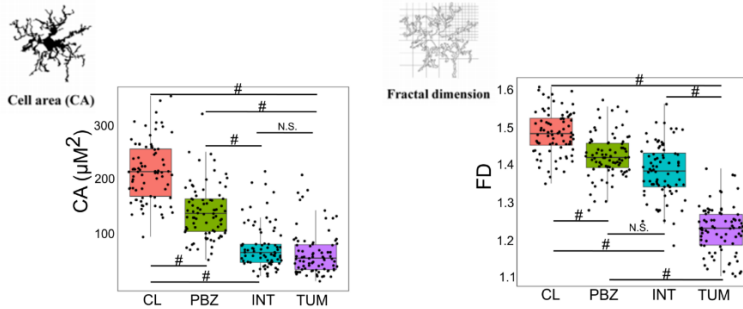 Cell area (CA)
CA (µM²)
300
200
100
#
#
#
N.S.
#
#
CL PBZ INT TUM
Fractal dimension
FD
1.6
1.5
1.4
1.3
1.2
1.1
#
#
#
N.S.
#
#
CL PBZ INT TUM